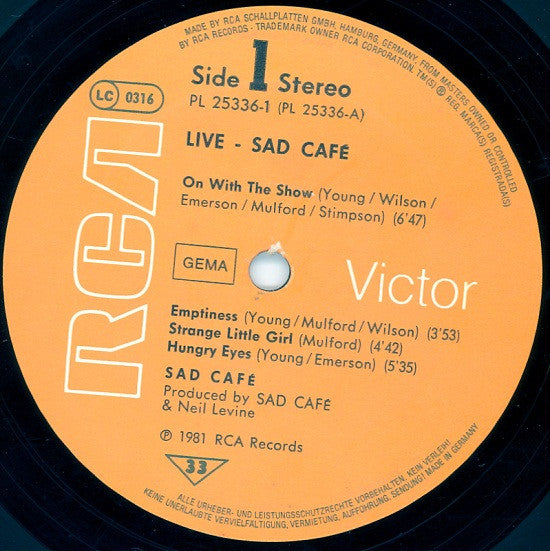 MADE BY RCA SCHALLPLATTEN GMBH, HAMBURG, GERMANY, FROM MASTERS OWNED OR CONTROLLED
BY RCA RECORDS · TRADEMARK OWNER RCA CORPORATION, TM(S) ® REG. MARCA(S) REGISTRADA(S)
Side 1 Stereo
PL 25336-1 (PL 25336-A)
LC 0316
RCA
LIVE - SAD CAFÉ
On With The Show (Young/Wilson/
Emerson/Mulford/Stimpson) (6'47)
GEMA
Victor
Emptiness (Young/Mulford/Wilson) (3'53)
Strange Little Girl (Mulford) (4'42)
Hungry Eyes (Young/Emerson) (5'35)
SAD CAFÉ
Produced by SAD CAFÉ
& Neil Levine
℗ 1981 RCA Records
33
ALLE URHEBER- UND LEISTUNGSSCHUTZRECHTE VORBEHALTEN. KEIN VERLEIH!
KEINE UNERLAUBTE VERVIELFÄLTIGUNG, VERMIETUNG, AUFFÜHRUNG, SENDUNG! MADE IN GERMANY